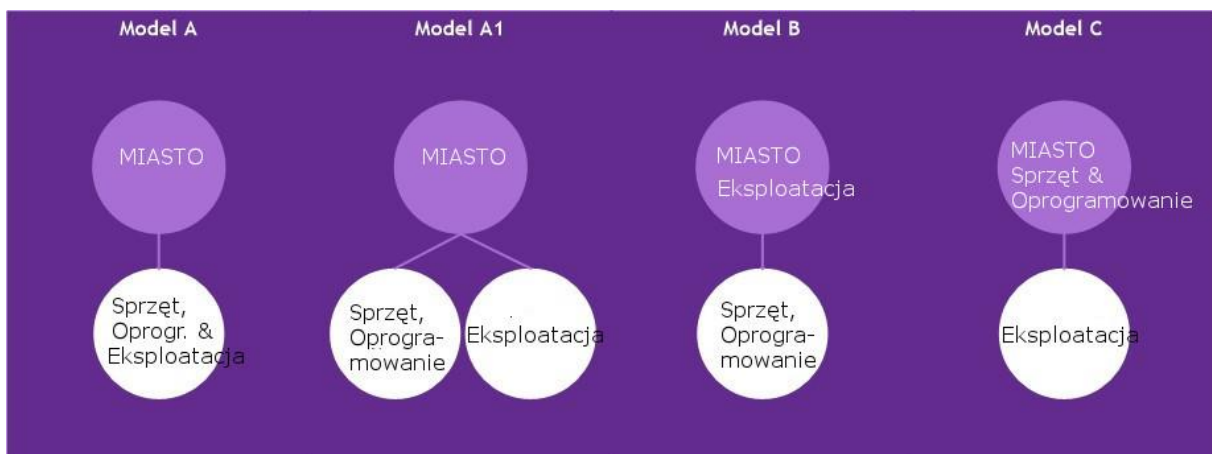 Model A
MIASTO
Sprzęt,
Oprogr. &
Eksploatacja
Model A1
MIASTO
Sprzęt,
Oprogra-
mowanie
Eksploatacja
Model B
MIASTO
Eksploatacja
Sprzęt,
Oprogra-
mowanie
Model C
MIASTO
Sprzęt &
Oprogramowanie
Eksploatacja